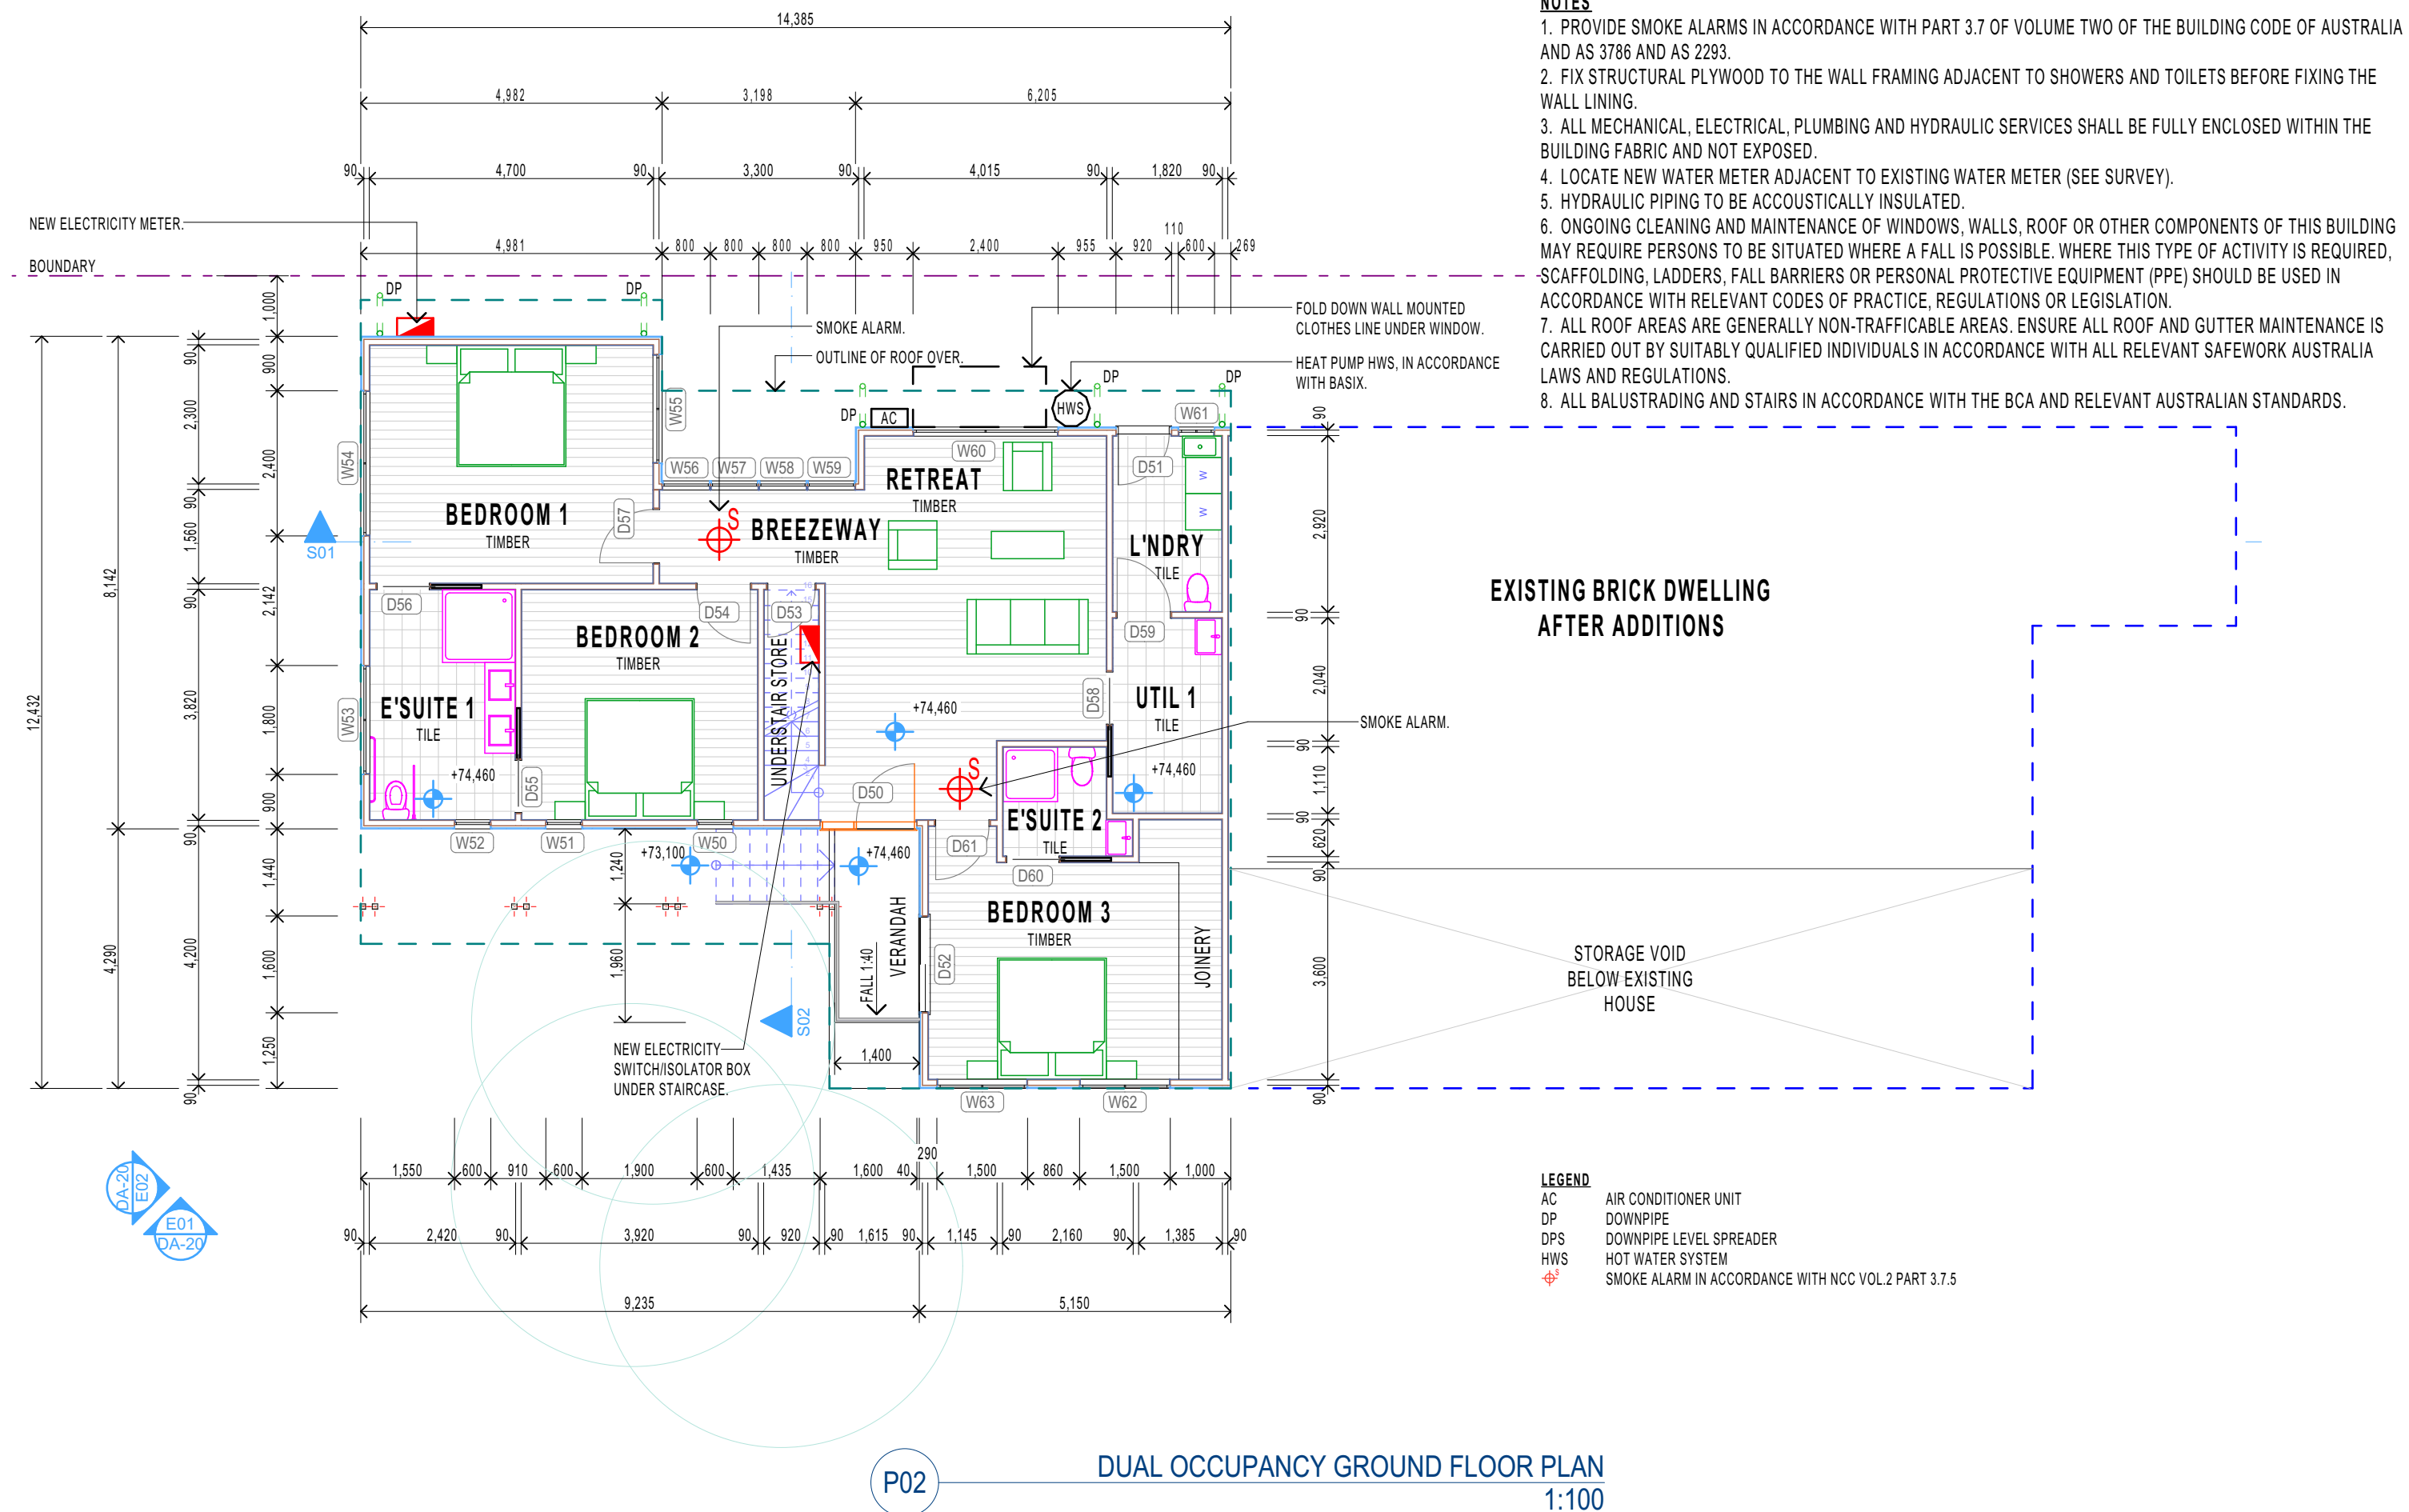 14,385
4,982 3,198 6,205
90 4,700 90 3,300 90 4,015 90 1,820 90
110
4,981 800 800 800 800 950 2,400 955 920 600 269
NOTES
1. PROVIDE SMOKE ALARMS IN ACCORDANCE WITH PART 3.7 OF VOLUME TWO OF THE BUILDING CODE OF AUSTRALIA
AND AS 3786 AND AS 2293.
2. FIX STRUCTURAL PLYWOOD TO THE WALL FRAMING ADJACENT TO SHOWERS AND TOILETS BEFORE FIXING THE
WALL LINING.
3. ALL MECHANICAL, ELECTRICAL, PLUMBING AND HYDRAULIC SERVICES SHALL BE FULLY ENCLOSED WITHIN THE
BUILDING FABRIC AND NOT EXPOSED.
4. LOCATE NEW WATER METER ADJACENT TO EXISTING WATER METER (SEE SURVEY).
5. HYDRAULIC PIPING TO BE ACCOUSTICALLY INSULATED.
6. ONGOING CLEANING AND MAINTENANCE OF WINDOWS, WALLS, ROOF OR OTHER COMPONENTS OF THIS BUILDING
MAY REQUIRE PERSONS TO BE SITUATED WHERE A FALL IS POSSIBLE. WHERE THIS TYPE OF ACTIVITY IS REQUIRED,
SCAFFOLDING, LADDERS, FALL BARRIERS OR PERSONAL PROTECTIVE EQUIPMENT (PPE) SHOULD BE USED IN
ACCORDANCE WITH RELEVANT CODES OF PRACTICE, REGULATIONS OR LEGISLATION.
7. ALL ROOF AREAS ARE GENERALLY NON-TRAFFICABLE AREAS. ENSURE ALL ROOF AND GUTTER MAINTENANCE IS
CARRIED OUT BY SUITABLY QUALIFIED INDIVIDUALS IN ACCORDANCE WITH ALL RELEVANT SAFEWORK AUSTRALIA
LAWS AND REGULATIONS.
8. ALL BALUSTRADING AND STAIRS IN ACCORDANCE WITH THE BCA AND RELEVANT AUSTRALIAN STANDARDS.
NEW ELECTRICITY METER.
BOUNDARY
DP
DP
SMOKE ALARM.
OUTLINE OF ROOF OVER.
FOLD DOWN WALL MOUNTED
CLOTHES LINE UNDER WINDOW.
HEAT PUMP HWS, IN ACCORDANCE
WITH BASIX.
DP
DP
DP
AC
HWS
W61
12,432
8,142
4,290
90
2,300
90
1,560
90
3,820
90
4,200
90
1,000
900
2,400
2,142
1,800
900
1,440
1,600
1,250
W54
W55
W56 W57 W58 W59
W60
D51
W
W
BEDROOM 1
TIMBER
D57
S
BREEZEWAY
TIMBER
RETREAT
TIMBER
L'NDRY
TILE
S01
D56
D54
D53
D59
BEDROOM 2
TIMBER
UNDERSTAIR STORE
16
15
E'SUITE 1
TILE
W53
+74,460
D55
+74,460
D58
UTIL 1
TILE
+74,460
6
5
4
D50
S
SMOKE ALARM.
E'SUITE 2
TILE
W52
W51
W50
+73,100
+74,460
D61
D60
1,240
1,960
VERANDAH
FALL 1:40
D52
BEDROOM 3
TIMBER
JOINERY
S02
NEW ELECTRICITY
SWITCH/ISOLATOR BOX
UNDER STAIRCASE.
1,400
W63
W62
90
2,920
90
2,040
90
1,110
90
620
90
3,600
90
EXISTING BRICK DWELLING
AFTER ADDITIONS
STORAGE VOID
BELOW EXISTING
HOUSE
290
1,550 600 910 600 1,900 600 1,435 1,600 40 1,500 860 1,500 1,000
90 2,420 90 3,920 90 920 90 1,615 90 1,145 90 2,160 90 1,385 90
9,235 5,150
DA-20
E02
E01
DA-20
LEGEND
AC AIR CONDITIONER UNIT
DP DOWNPIPE
DPS DOWNPIPE LEVEL SPREADER
HWS HOT WATER SYSTEM
S SMOKE ALARM IN ACCORDANCE WITH NCC VOL.2 PART 3.7.5
P02
DUAL OCCUPANCY GROUND FLOOR PLAN
1:100